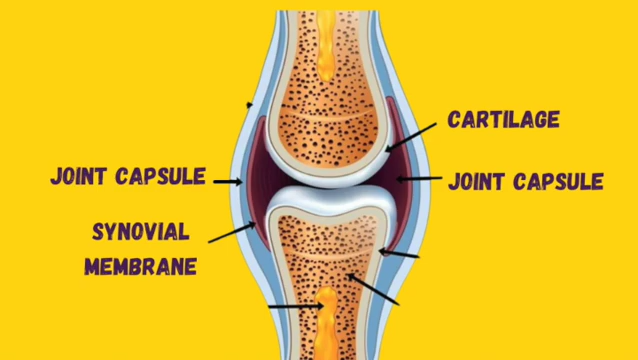 CARTILAGE
JOINT CAPSULE
JOINT CAPSULE
SYNOVIAL
MEMBRANE